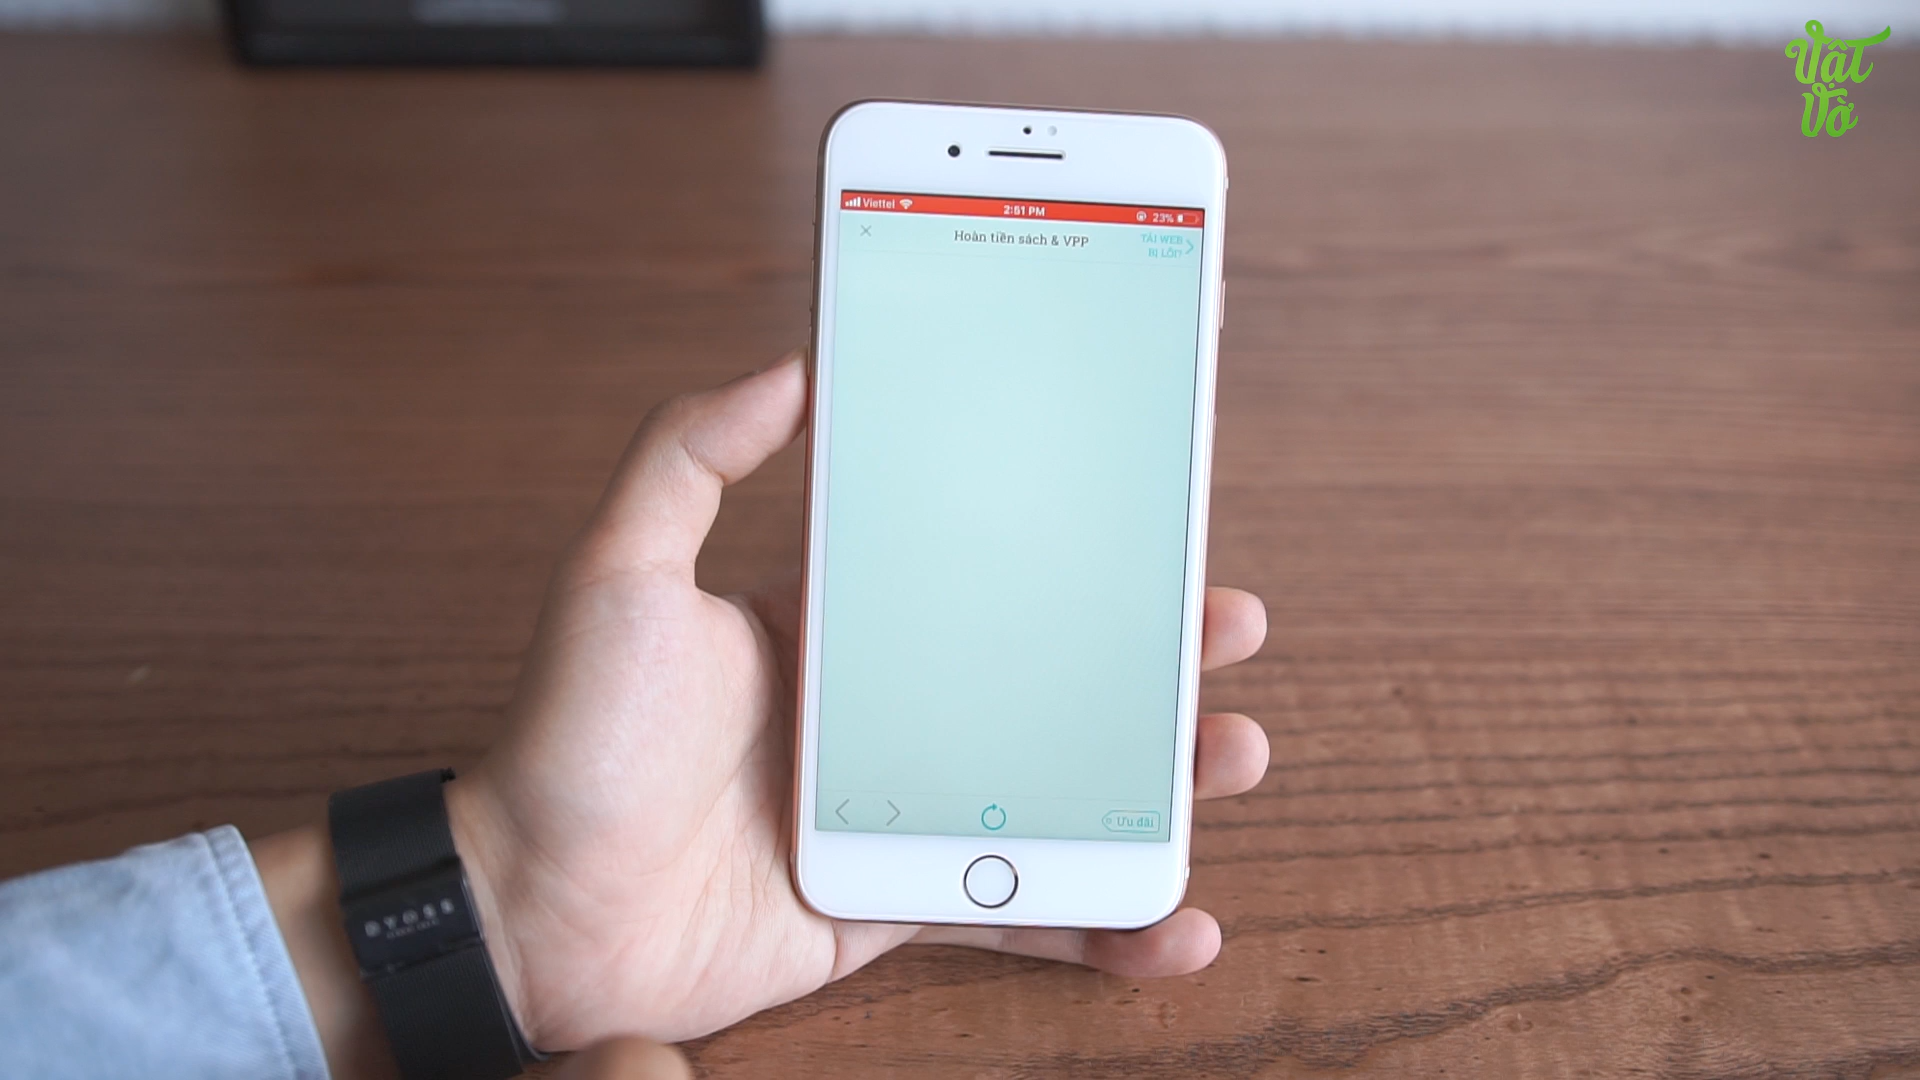 Vật
Vờ
Viettel
2:51 PM
23%
Hoàn tiền sách & VPP
TẢI WEB
BỊ LỖI?
Ưu đãi